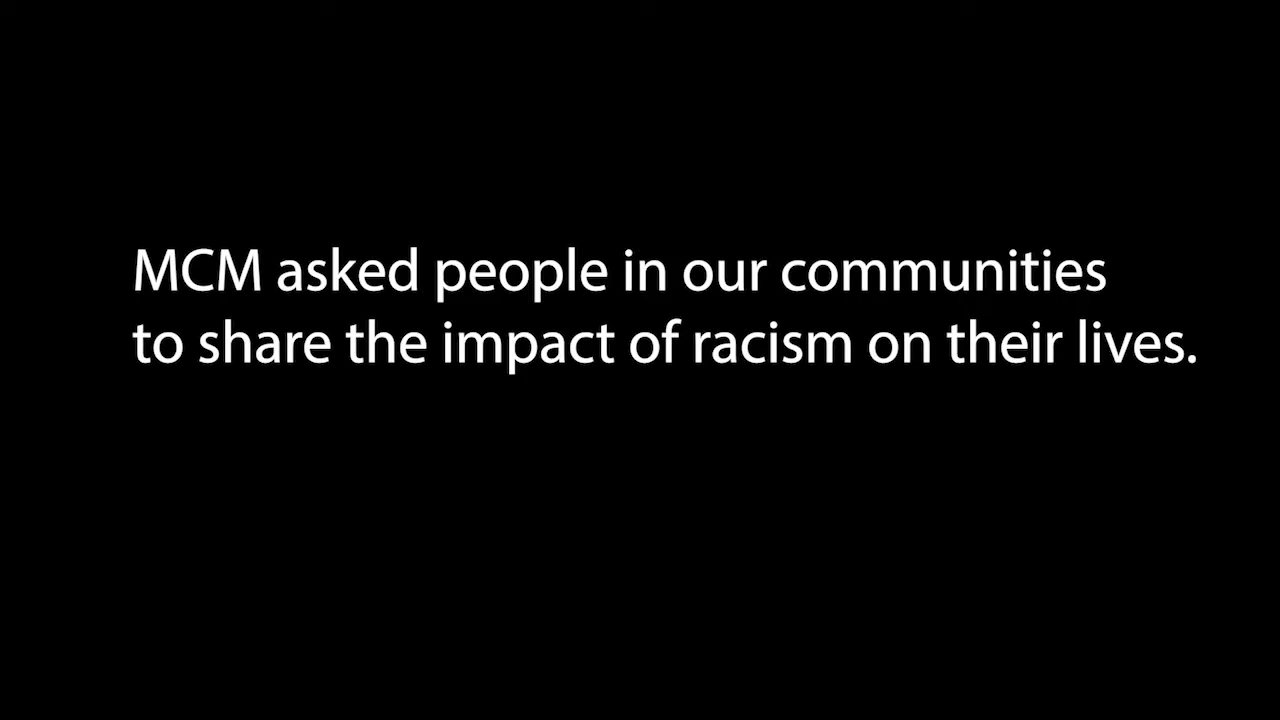 MCM asked people in our communities
to share the impact of racism on their lives.